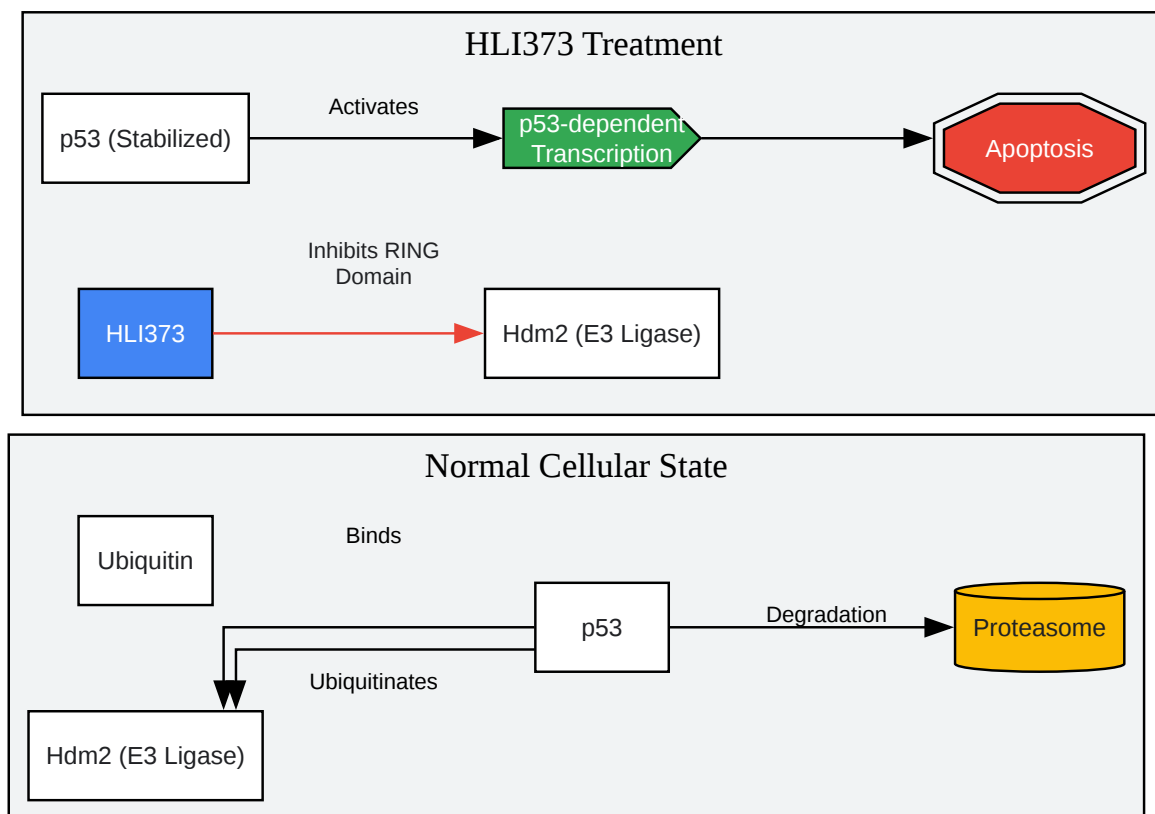 HLI373 Treatment
p53 (Stabilized)
Activates
p53-dependent
Transcription
Apoptosis
Inhibits RING
Domain
HLI373
Hdm2 (E3 Ligase)
Normal Cellular State
Ubiquitin
Binds
p53
Degradation
Proteasome
Ubiquitinates
Hdm2 (E3 Ligase)